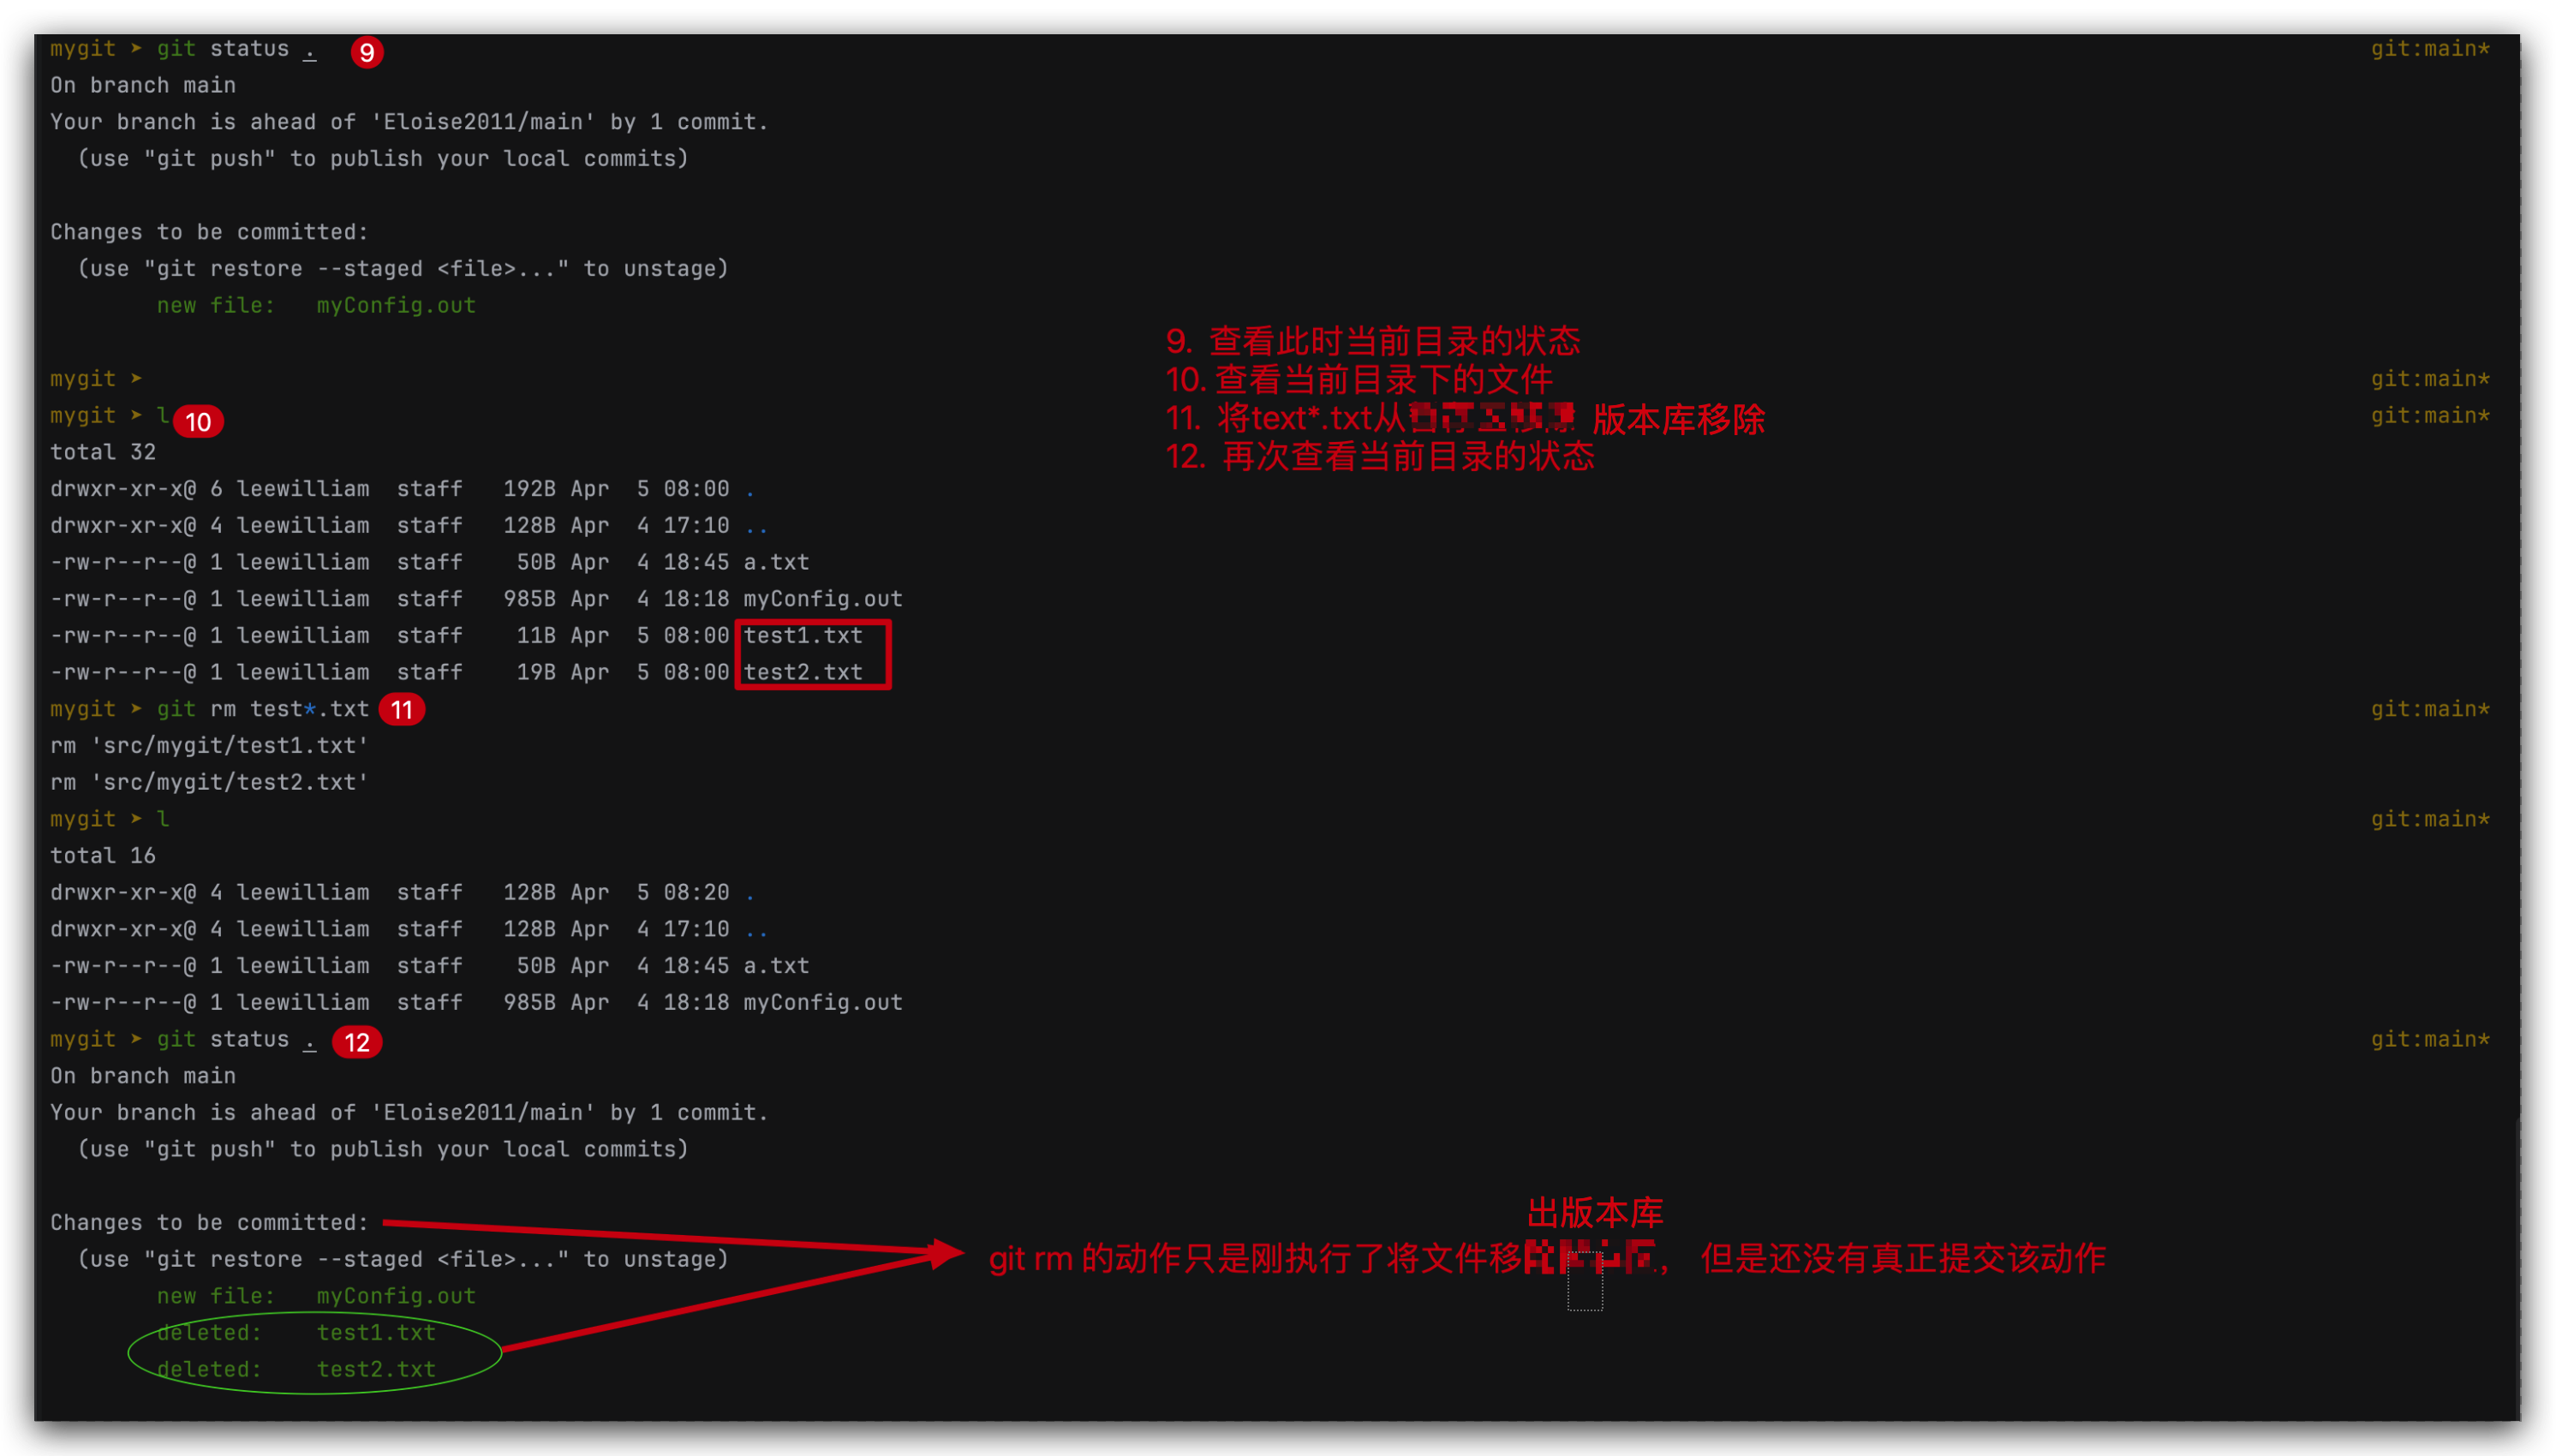 mygit ➤ git status . 9 git:main*
On branch main
Your branch is ahead of 'Eloise2011/main' by 1 commit.
(use "git push" to publish your local commits)
Changes to be committed:
(use "git restore --staged <file>..." to unstage)
new file: myConfig.out
9. 查看此时当前目录的状态
mygit ➤ git:main*
10. 查看当前目录下的文件
mygit ➤ l 10 git:main*
11. 将text*.txt从 版本库移除
total 32
12. 再次查看当前目录的状态
drwxr-xr-x@ 6 leewilliam staff 192B Apr 5 08:00 .
drwxr-xr-x@ 4 leewilliam staff 128B Apr 4 17:10 ..
-rw-r--r--@ 1 leewilliam staff 50B Apr 4 18:45 a.txt
-rw-r--r--@ 1 leewilliam staff 985B Apr 4 18:18 myConfig.out
-rw-r--r--@ 1 leewilliam staff 11B Apr 5 08:00 test1.txt
-rw-r--r--@ 1 leewilliam staff 19B Apr 5 08:00 test2.txt
mygit ➤ git rm test*.txt 11 git:main*
rm 'src/mygit/test1.txt'
rm 'src/mygit/test2.txt'
mygit ➤ l git:main*
total 16
drwxr-xr-x@ 4 leewilliam staff 128B Apr 5 08:20 .
drwxr-xr-x@ 4 leewilliam staff 128B Apr 4 17:10 ..
-rw-r--r--@ 1 leewilliam staff 50B Apr 4 18:45 a.txt
-rw-r--r--@ 1 leewilliam staff 985B Apr 4 18:18 myConfig.out
mygit ➤ git status . 12 git:main*
On branch main
Your branch is ahead of 'Eloise2011/main' by 1 commit.
(use "git push" to publish your local commits)
出版本库
Changes to be committed:
(use "git restore --staged <file>..." to unstage)
git rm 的动作只是刚执行了将文件移 ， 但是还没有真正提交该动作
new file: myConfig.out
deleted: test1.txt
deleted: test2.txt